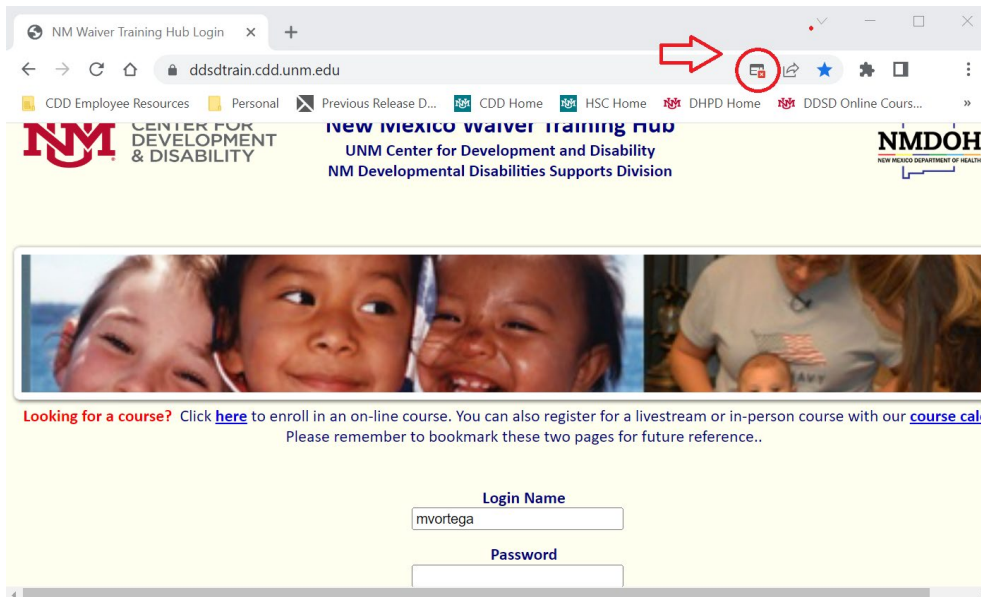 NM Waiver Training Hub Login
ddsdtrain.cdd.unm.edu
CDD Employee Resources Personal Previous Release D... CDD Home HSC Home DHPD Home DDSD Online Cours... »
NM CENTER FOR
DEVELOPMENT
& DISABILITY
New Mexico Waiver Training Hub
UNM Center for Development and Disability
NM Developmental Disabilities Supports Division
NMDOH
NEW MEXICO DEPARTMENT OF HEALTH
NAVY
Looking for a course? Click here to enroll in an on-line course. You can also register for a livestream or in-person course with our course cal
Please remember to bookmark these two pages for future reference..
Login Name
mvortega
Password